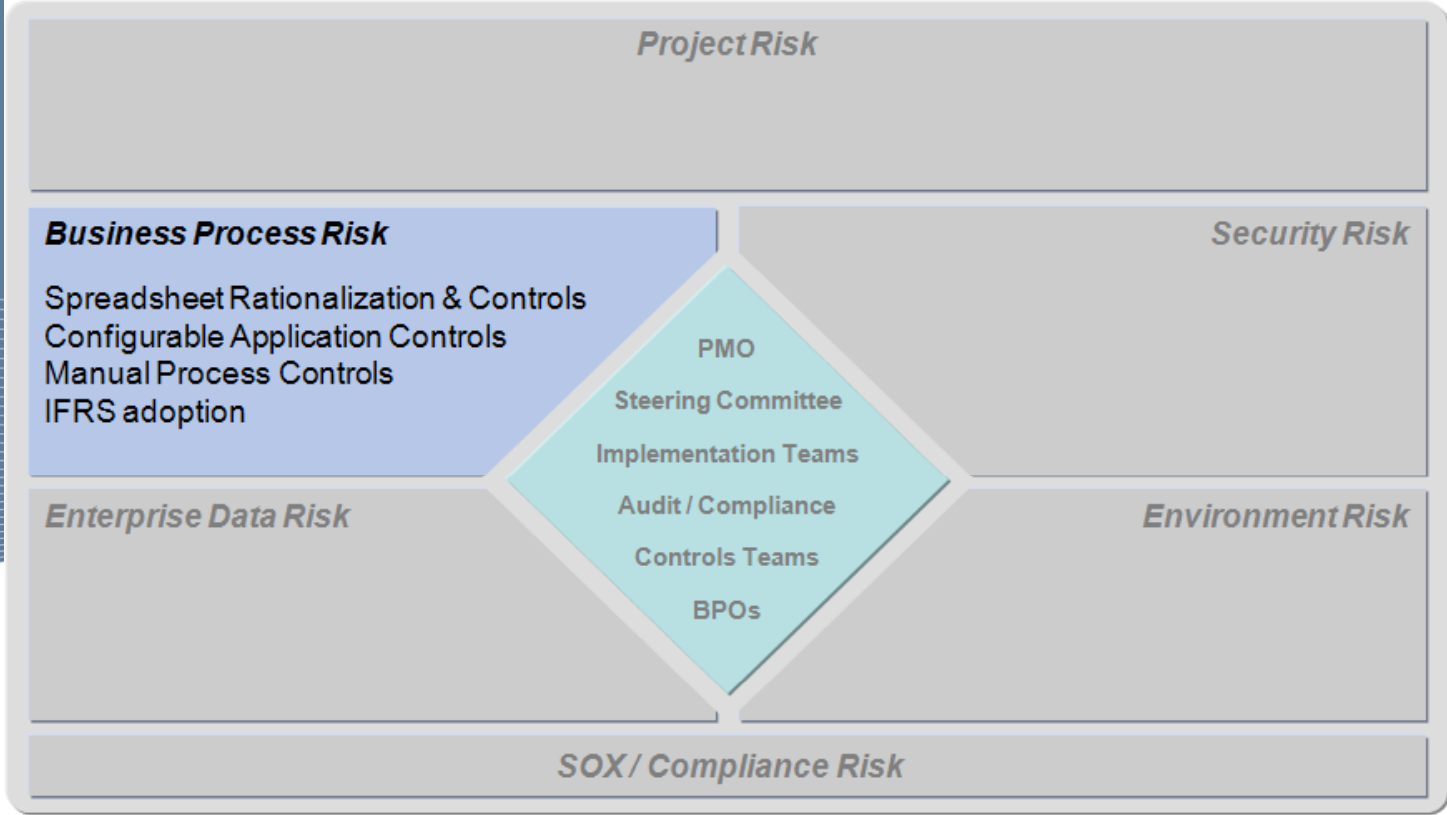 Project Risk
Business Process Risk
Security Risk
Spreadsheet Rationalization & Controls
Configurable Application Controls
Manual Process Controls
IFRS adoption
PMO
Steering Committee
Implementation Teams
Audit / Compliance
Controls Teams
BPOs
Enterprise Data Risk
Environment Risk
SOX / Compliance Risk